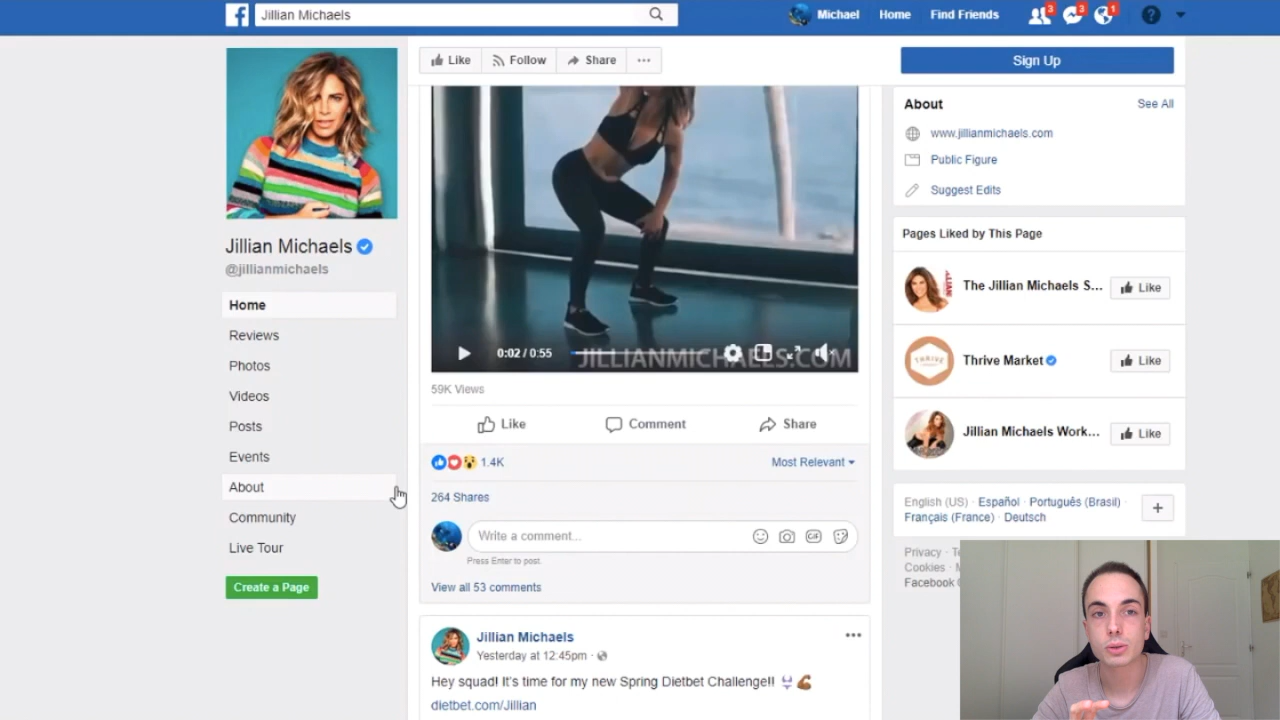 Jillian Michaels
Michael Home Find Friends 3 3 1
Like Follow Share
Sign Up
Jillian Michaels
@jillianmichaels
Home
Reviews
Photos
Videos
Posts
Events
About
Community
Live Tour
Create a Page
0:02 / 0:55
JILLIANMICHAELS.COM
59K Views
Like Comment Share
1.4K
Most Relevant
264 Shares
Write a comment...
GIF
Press Enter to post.
View all 53 comments
Jillian Michaels
Yesterday at 12:45pm ·
Hey squad! It's time for my new Spring Dietbet Challenge!!
dietbet.com/Jillian
About See All
www.jillianmichaels.com
Public Figure
Suggest Edits
Pages Liked by This Page
The Jillian Michaels S... Like
THRIVE
Thrive Market Like
Jillian Michaels Work... Like
English (US) · Español · Português (Brasil) ·
Français (France) · Deutsch
Privacy ·
Cookies ·
Facebook